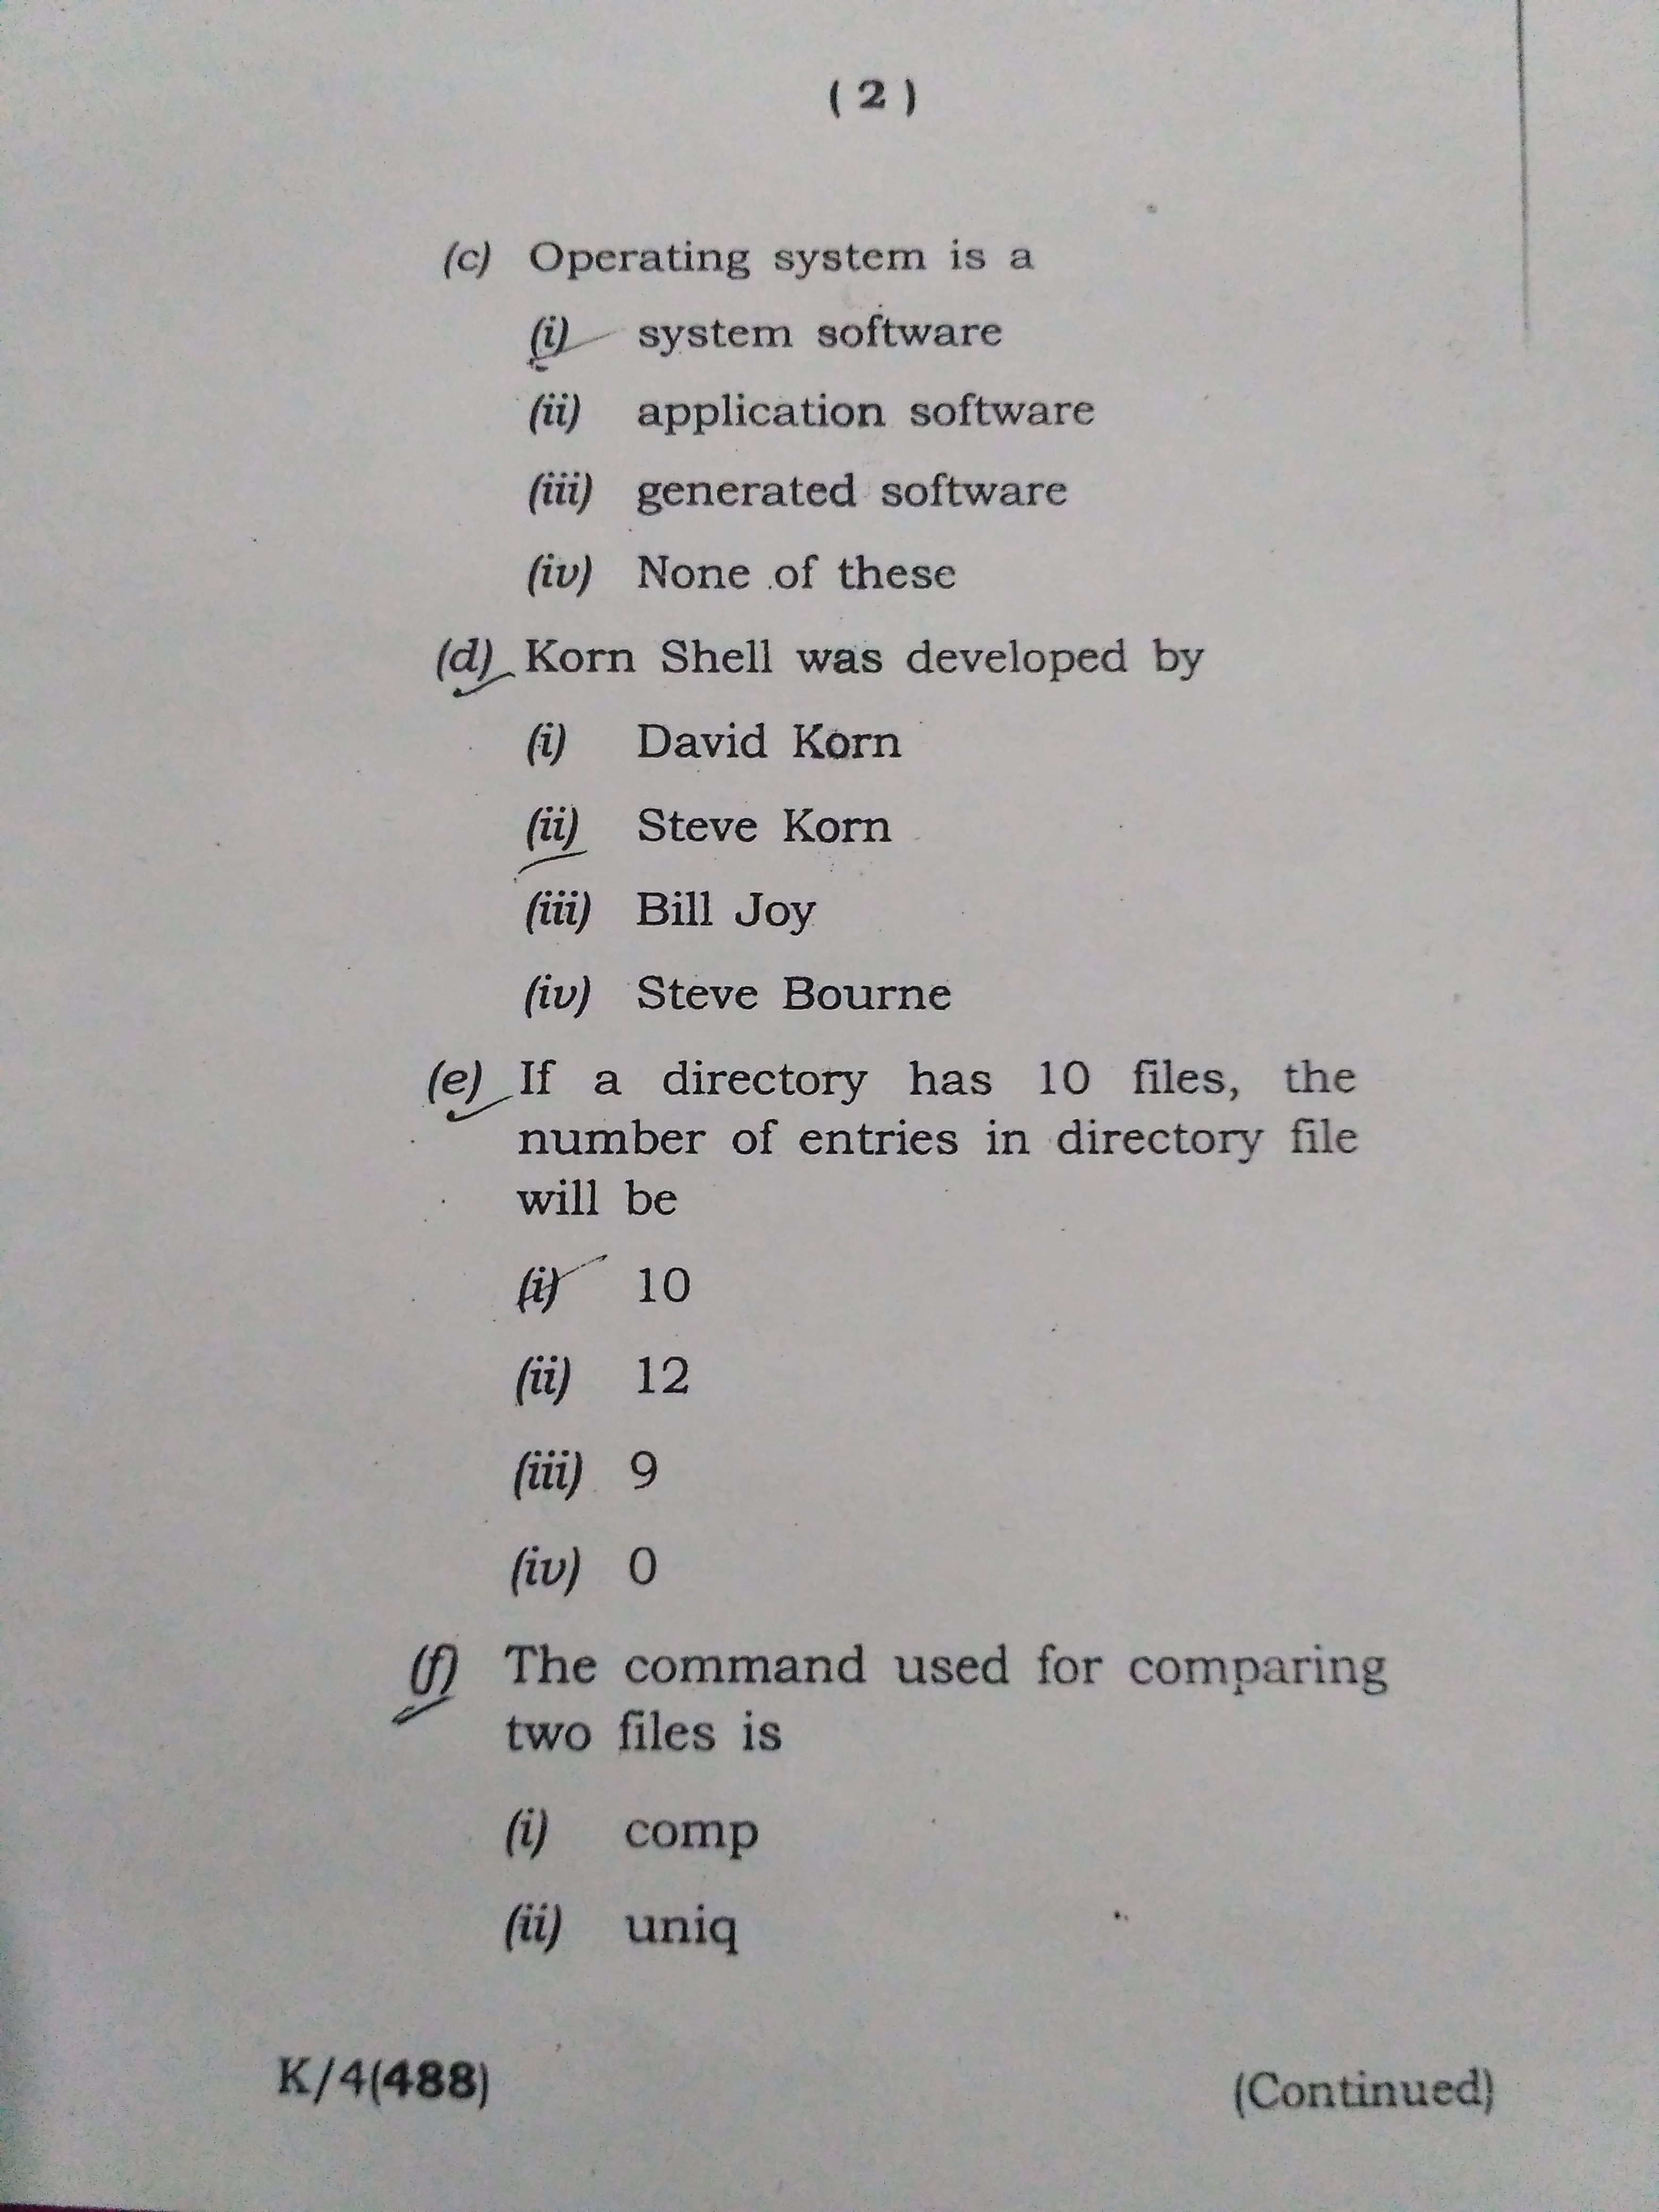 ( 2 )
(c) Operating system is a
(i) system software
(ii) application software
(iii) generated software
(iv) None of these
(d) Korn Shell was developed by
(i) David Korn
(ii) Steve Korn
(iii) Bill Joy
(iv) Steve Bourne
(e) If a directory has 10 files, the
number of entries in directory file
will be
(i) 10
(ii) 12
(iii) 9
(iv) 0
(f) The command used for comparing
two files is
(i) comp
(ii) uniq
K/4(488) (Continued)